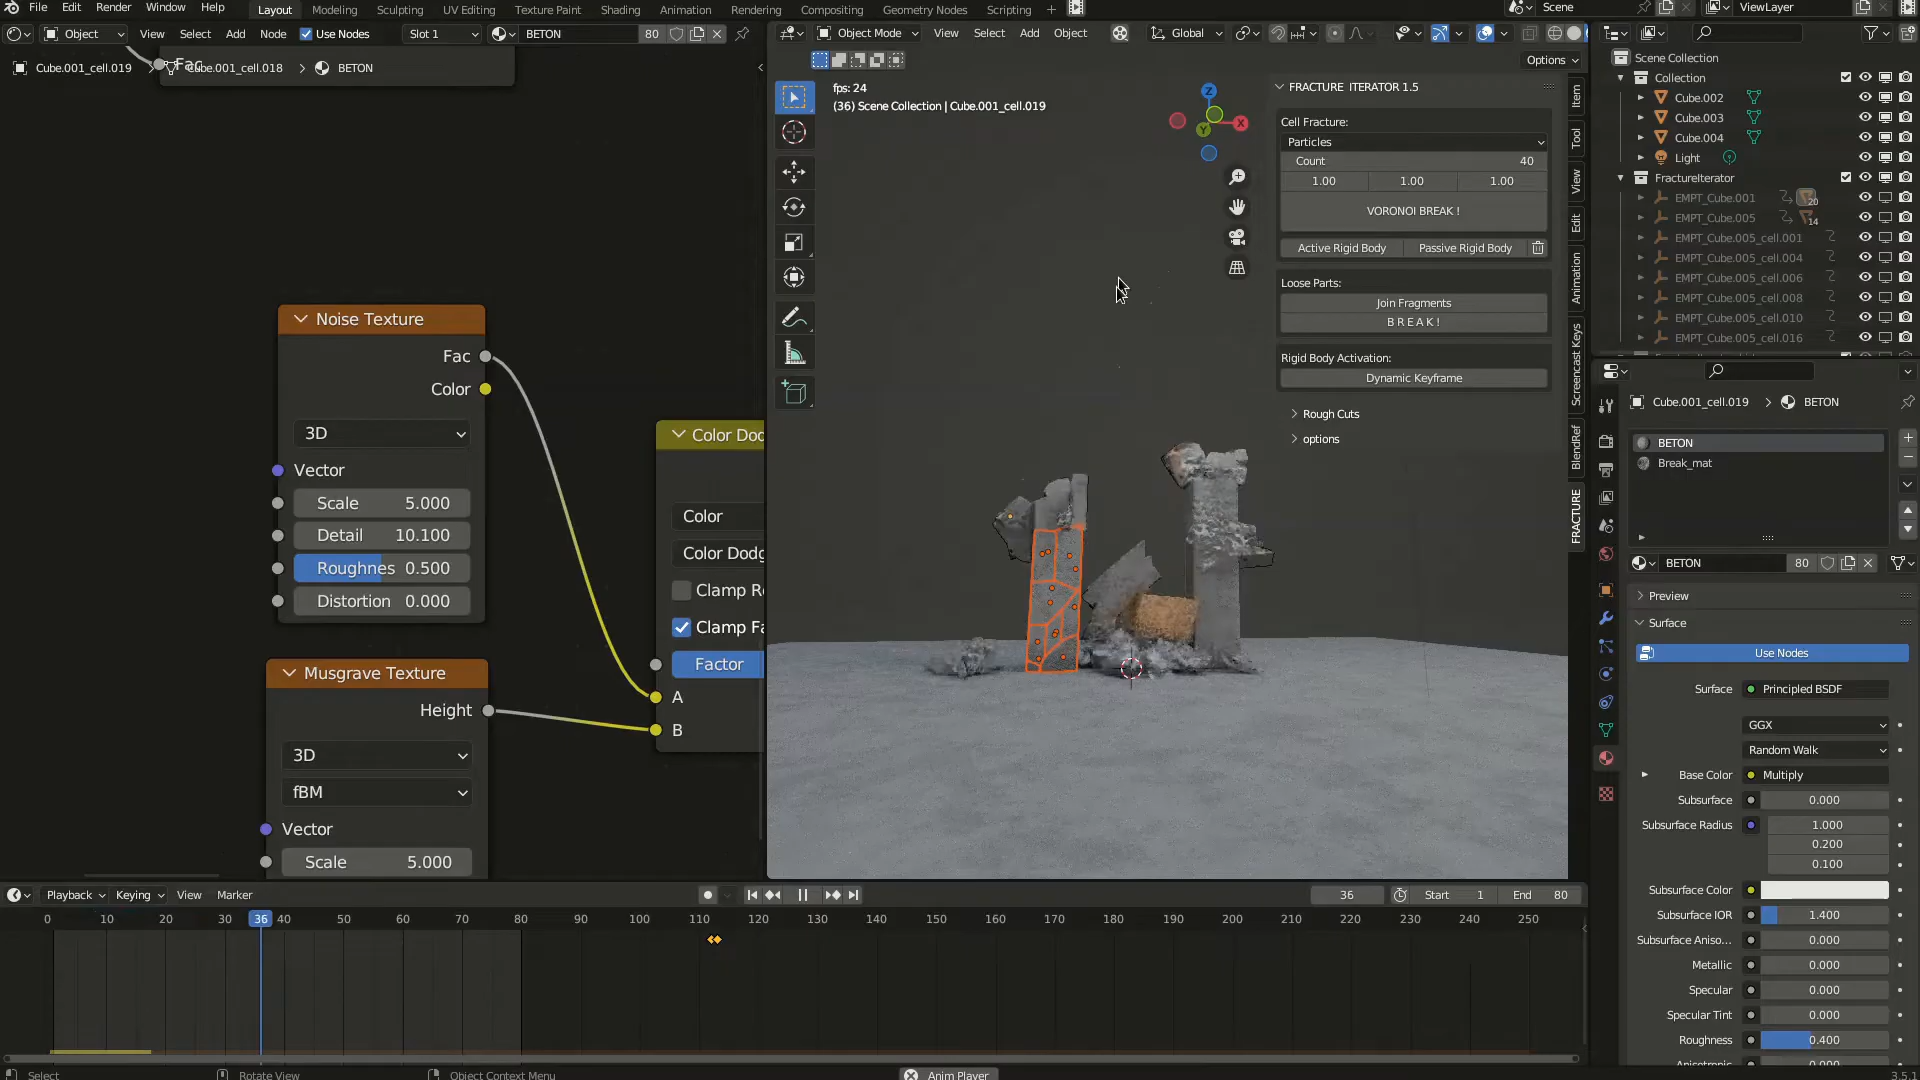 File Edit Render Window Help Layout Modeling Sculpting UV Editing Texture Paint Shading Animation Rendering Compositing Geometry Nodes Scripting + Scene ViewLayer
Object View Select Add Node Use Nodes Slot 1 BETON 80
Object Mode View Select Add Object Global
Options
Cube.001_cell.019 > Cube.001_cell.018 > BETON
Fac
Noise Texture
Fac
Color
3D
Vector
Scale 5.000
Detail 10.100
Roughnes 0.500
Distortion 0.000
Musgrave Texture
Height
3D
fBM
Vector
Scale 5.000
Color Doc
Color
Color Dodg
Clamp Re
Clamp Fa
Factor
A
B
fps: 24
(36) Scene Collection | Cube.001_cell.019
Z
X
Y
FRACTURE ITERATOR 1.5
Cell Fracture:
Particles
Count 40
1.00 1.00 1.00
VORONOI BREAK !
Active Rigid Body Passive Rigid Body
Loose Parts:
Join Fragments
B R E A K !
Rigid Body Activation:
Dynamic Keyframe
Rough Cuts
options
Item
Tool
View
Edit
Animation
Screencast Keys
BlendRef
FRACTURE
Scene Collection
Collection
Cube.002
Cube.003
Cube.004
Light
FractureIterator
EMPT_Cube.001 20
EMPT_Cube.005 14
EMPT_Cube.005_cell.001
EMPT_Cube.005_cell.004
EMPT_Cube.005_cell.006
EMPT_Cube.005_cell.008
EMPT_Cube.005_cell.010
EMPT_Cube.005_cell.016
Cube.001_cell.019 > BETON
BETON
Break_mat
BETON 80
Preview
Surface
Use Nodes
Surface Principled BSDF
GGX
Random Walk
Base Color Multiply
Subsurface 0.000
Subsurface Radius 1.000
0.200
0.100
Subsurface Color
Subsurface IOR 1.400
Subsurface Aniso... 0.000
Metallic 0.000
Specular 0.000
Specular Tint 0.000
Roughness 0.400
Playback Keying View Marker 36 Start 1 End 80
0 10 20 30 36 40 50 60 70 80 90 100 110 120 130 140 150 160 170 180 190 200 210 220 230 240 250
Select Rotate View Object Context Menu Anim Player 3.5.1